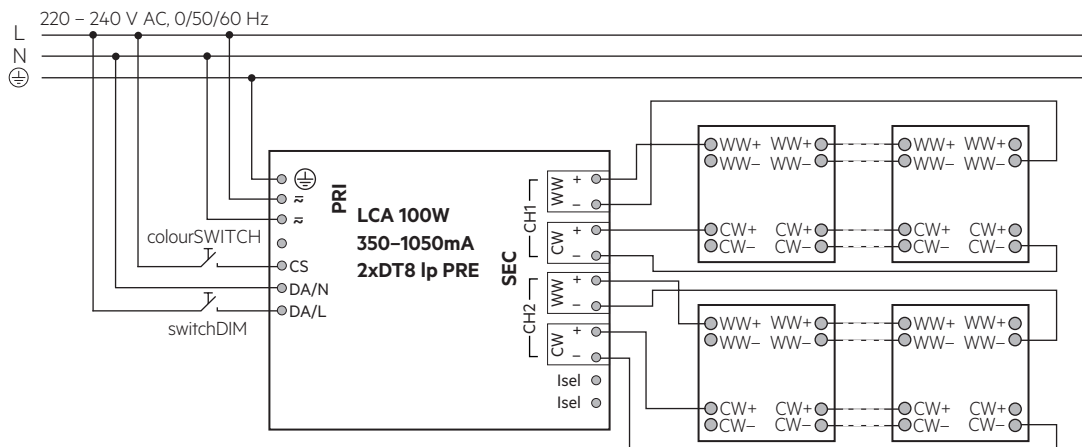 220 – 240 V AC, 0/50/60 Hz
L
N
PRI
LCA 100W
350–1050mA
2xDT8 lp PRE
SEC
colourSWITCH
CS
DA/N
DA/L
switchDIM
CH1
WW + –
CW + –
CH2
WW + –
CW + –
Isel
Isel
WW+ WW+ WW+ WW+
WW– WW– WW– WW–
CW+ CW+ CW+ CW+
CW– CW– CW– CW–
WW+ WW+ WW+ WW+
WW– WW– WW– WW–
CW+ CW+ CW+ CW+
CW– CW– CW– CW–